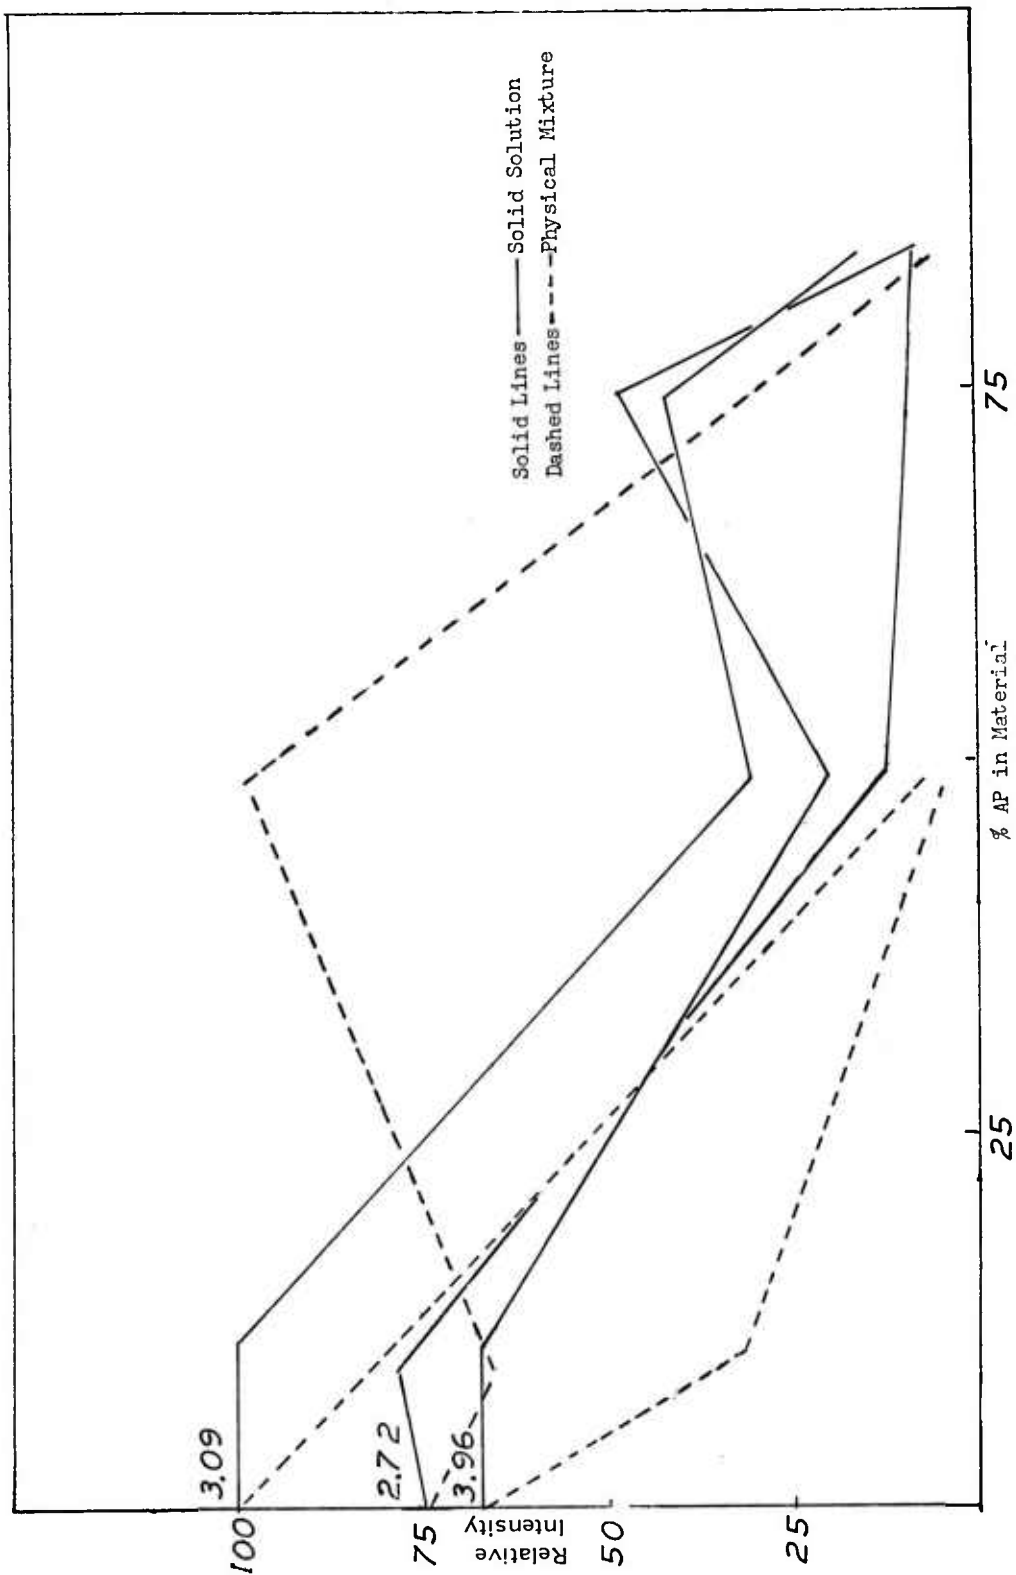 Solid Lines——Solid Solution
Dashed Lines----Physical Mixture
3.09
2.72
3.96
100
75
50
25
Relative
Intensity
25
75
% AP in Material